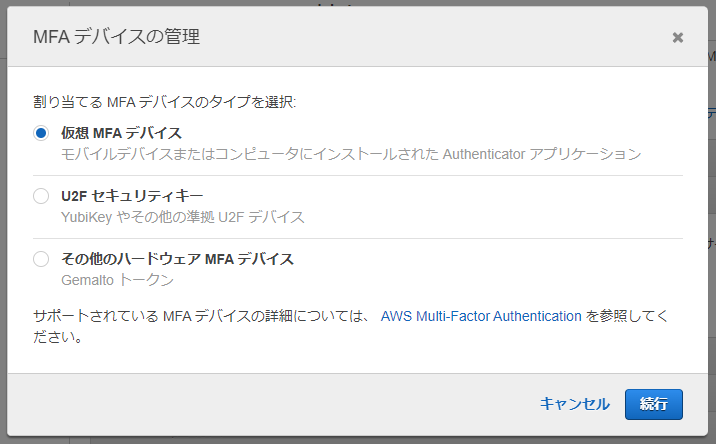 MFA デバイスの管理
割り当てる MFA デバイスのタイプを選択:
仮想 MFA デバイス
モバイルデバイスまたはコンピュータにインストールされた Authenticator アプリケーション
U2F セキュリティキー
YubiKey やその他の準拠 U2F デバイス
その他のハードウェア MFA デバイス
Gemalto トークン
サポートされている MFA デバイスの詳細については、 AWS Multi-Factor Authentication を参照してく
ださい。
キャンセル 続行